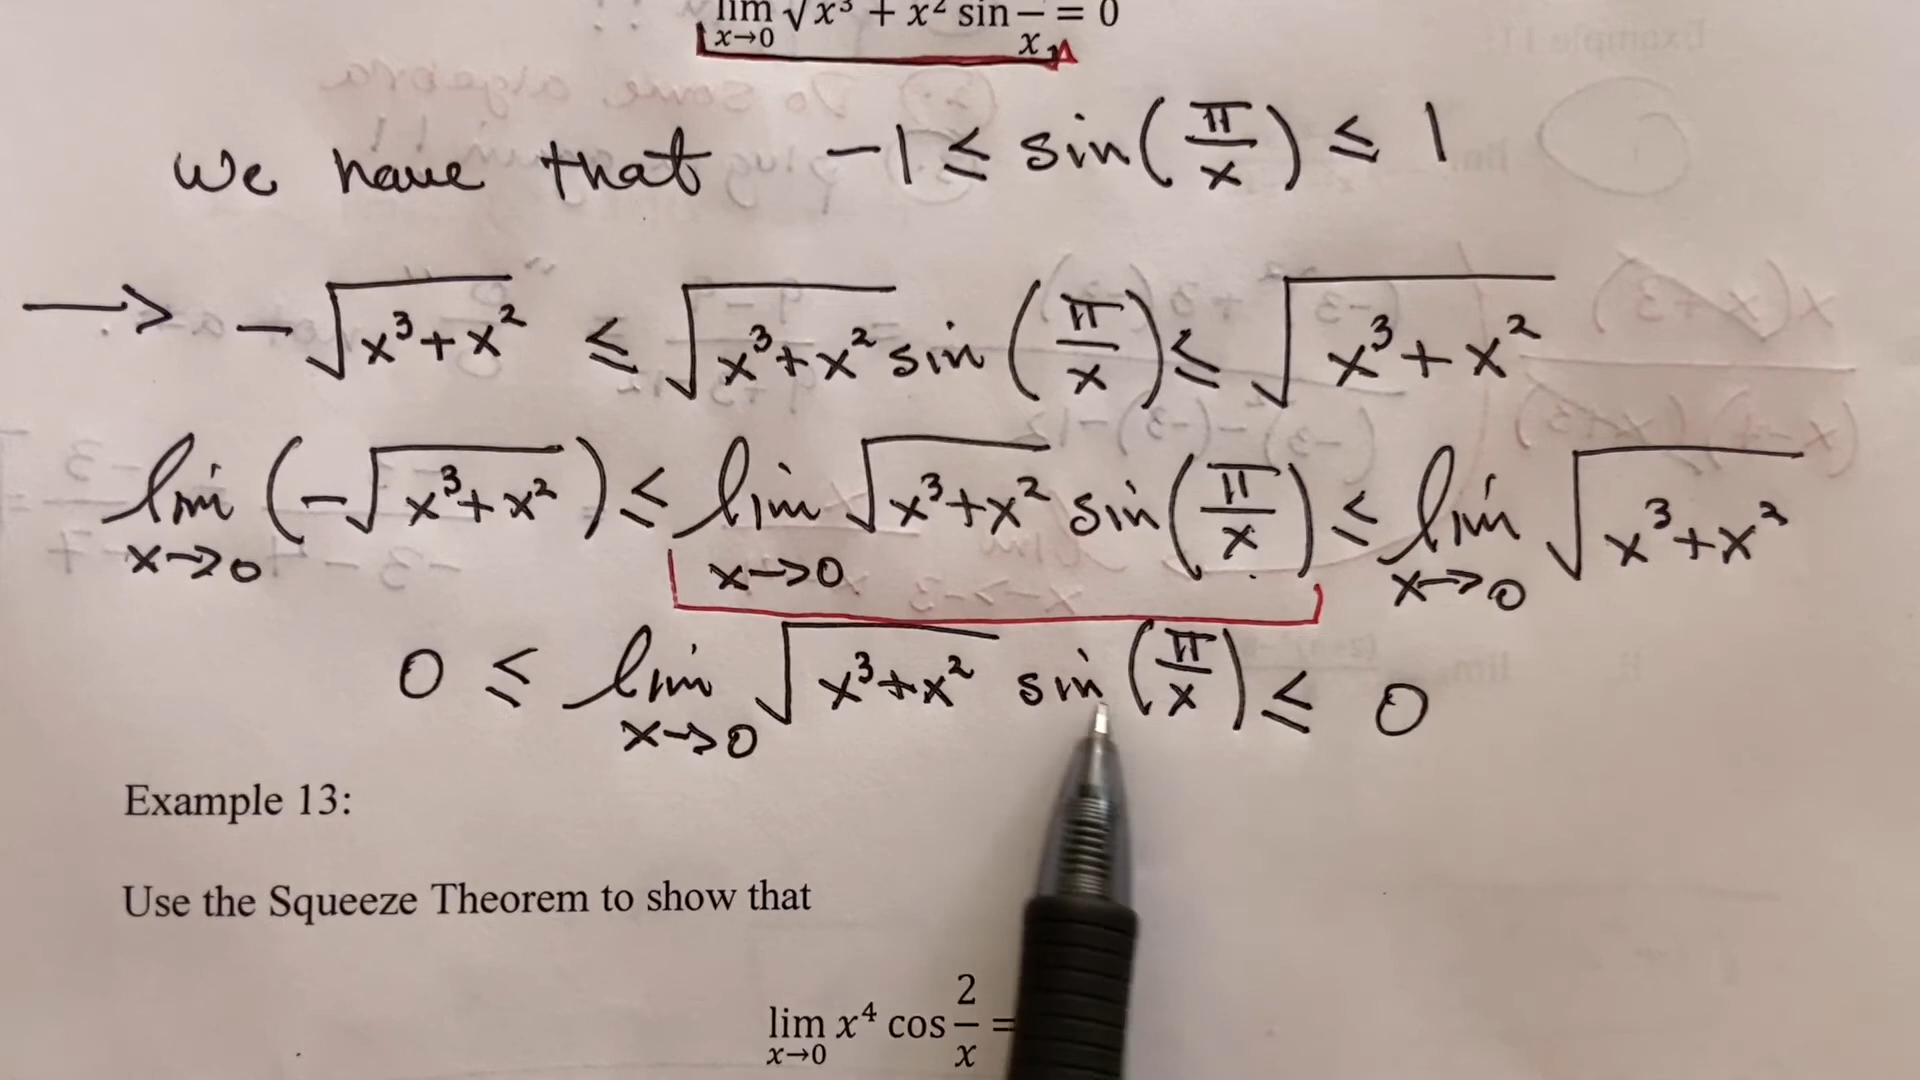 lim √x³ + x² sin — = 0
x→0 x
we have that -1 ≤ sin(π/x) ≤ 1
→ -√(x³+x²) ≤ √(x³+x²) sin(π/x) ≤ √(x³+x²)
lim x→0 (-√(x³+x²)) ≤ lim x→0 √(x³+x²) sin(π/x) ≤ lim x→0 √(x³+x²)
0 ≤ lim x→0 √(x³+x²) sin(π/x) ≤ 0
Example 13:
Use the Squeeze Theorem to show that
lim x→0 x⁴ cos 2/x =